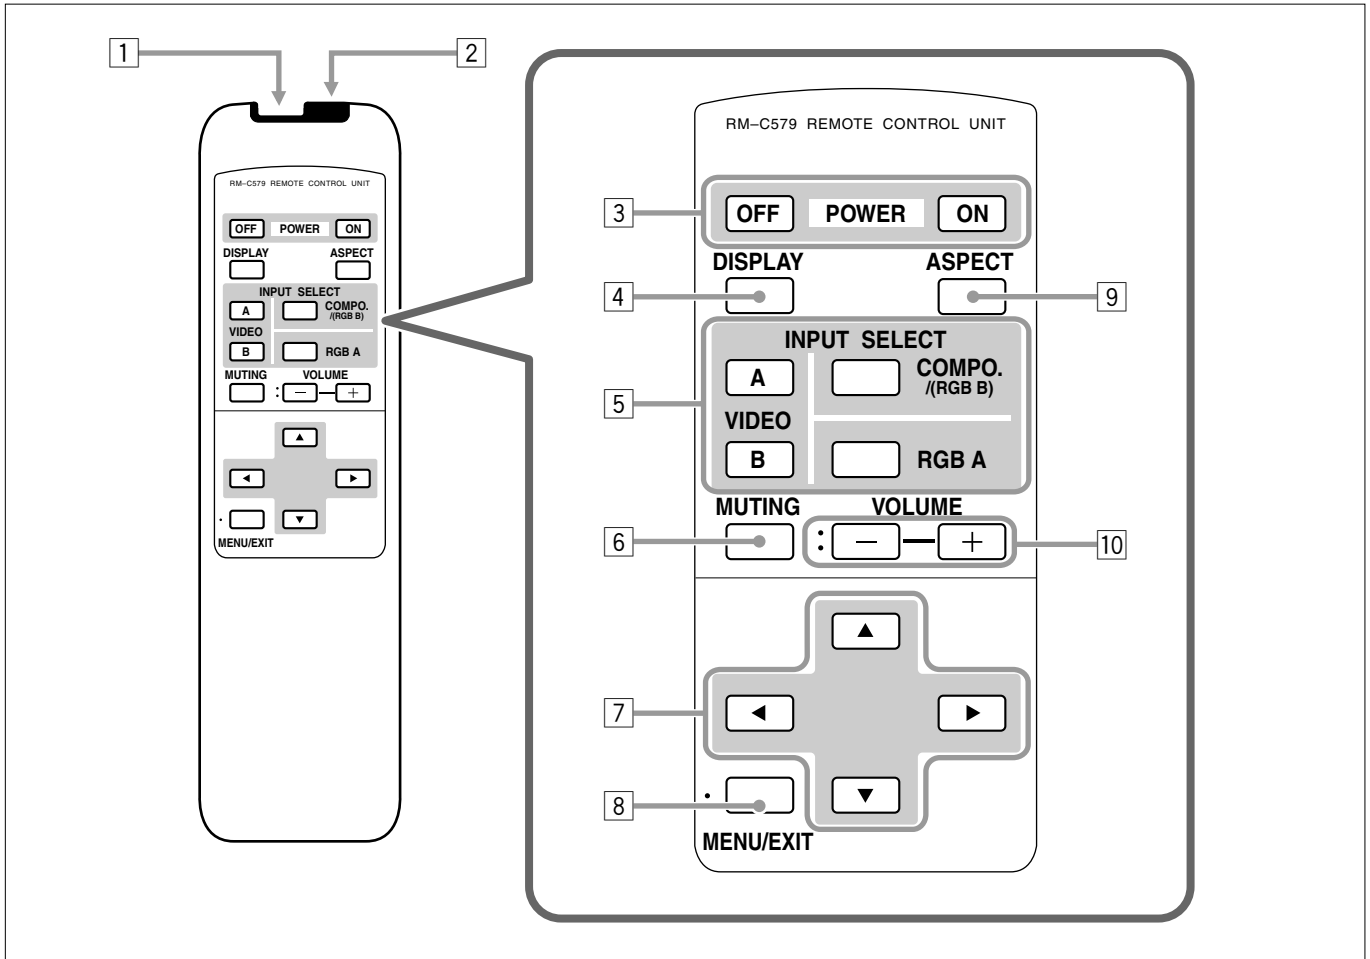 1
2
RM–C579 REMOTE CONTROL UNIT
OFF POWER ON
DISPLAY ASPECT
INPUT SELECT
A COMPO.
/(RGB B)
VIDEO
B RGB A
MUTING VOLUME
: − +
MENU/EXIT
RM–C579 REMOTE CONTROL UNIT
3 OFF POWER ON
DISPLAY ASPECT
4 9
INPUT SELECT
A COMPO.
/(RGB B)
5
VIDEO
B RGB A
MUTING VOLUME
6 : − + 10
7
8
MENU/EXIT